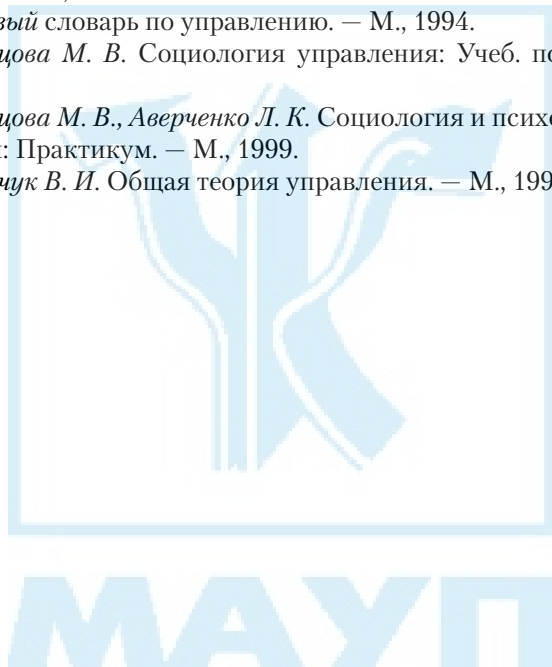 вый словарь по управлению. — М., 1994.
цова М. В. Социология управления: Учеб. по
цова М. В., Аверченко Л. К. Социология и психо
: Практикум. — М., 1999.
чук В. И. Общая теория управления. — М., 199
МАУП